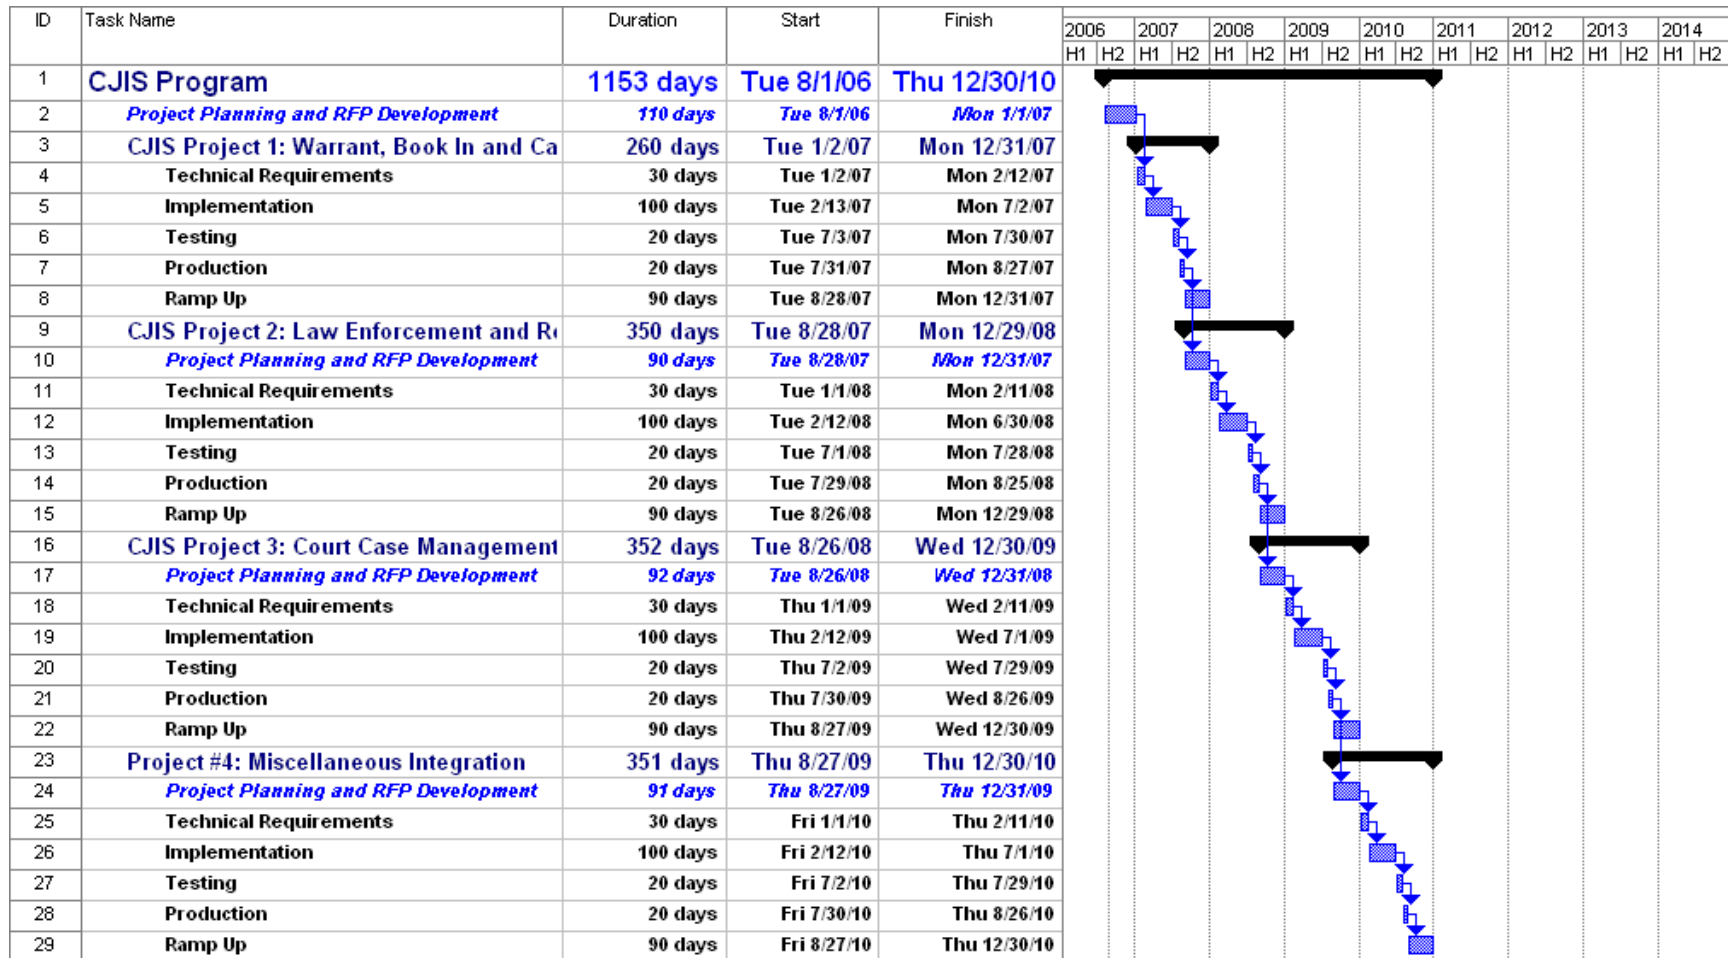 ID Task Name Duration Start Finish
2006 2007 2008 2009 2010 2011 2012 2013 2014
H1 H2 H1 H2 H1 H2 H1 H2 H1 H2 H1 H2 H1 H2 H1 H2 H1 H2
1 CJIS Program 1153 days Tue 8/1/06 Thu 12/30/10
2 Project Planning and RFP Development 110 days Tue 8/1/06 Mon 1/1/07
3 CJIS Project 1: Warrant, Book In and Ca 260 days Tue 1/2/07 Mon 12/31/07
4 Technical Requirements 30 days Tue 1/2/07 Mon 2/12/07
5 Implementation 100 days Tue 2/13/07 Mon 7/2/07
6 Testing 20 days Tue 7/3/07 Mon 7/30/07
7 Production 20 days Tue 7/31/07 Mon 8/27/07
8 Ramp Up 90 days Tue 8/28/07 Mon 12/31/07
9 CJIS Project 2: Law Enforcement and Re 350 days Tue 8/28/07 Mon 12/29/08
10 Project Planning and RFP Development 90 days Tue 8/28/07 Mon 12/31/07
11 Technical Requirements 30 days Tue 1/1/08 Mon 2/11/08
12 Implementation 100 days Tue 2/12/08 Mon 6/30/08
13 Testing 20 days Tue 7/1/08 Mon 7/28/08
14 Production 20 days Tue 7/29/08 Mon 8/25/08
15 Ramp Up 90 days Tue 8/26/08 Mon 12/29/08
16 CJIS Project 3: Court Case Management 352 days Tue 8/26/08 Wed 12/30/09
17 Project Planning and RFP Development 92 days Tue 8/26/08 Wed 12/31/08
18 Technical Requirements 30 days Thu 1/1/09 Wed 2/11/09
19 Implementation 100 days Thu 2/12/09 Wed 7/1/09
20 Testing 20 days Thu 7/2/09 Wed 7/29/09
21 Production 20 days Thu 7/30/09 Wed 8/26/09
22 Ramp Up 90 days Thu 8/27/09 Wed 12/30/09
23 Project #4: Miscellaneous Integration 351 days Thu 8/27/09 Thu 12/30/10
24 Project Planning and RFP Development 91 days Thu 8/27/09 Thu 12/31/09
25 Technical Requirements 30 days Fri 1/1/10 Thu 2/11/10
26 Implementation 100 days Fri 2/12/10 Thu 7/1/10
27 Testing 20 days Fri 7/2/10 Thu 7/29/10
28 Production 20 days Fri 7/30/10 Thu 8/26/10
29 Ramp Up 90 days Fri 8/27/10 Thu 12/30/10